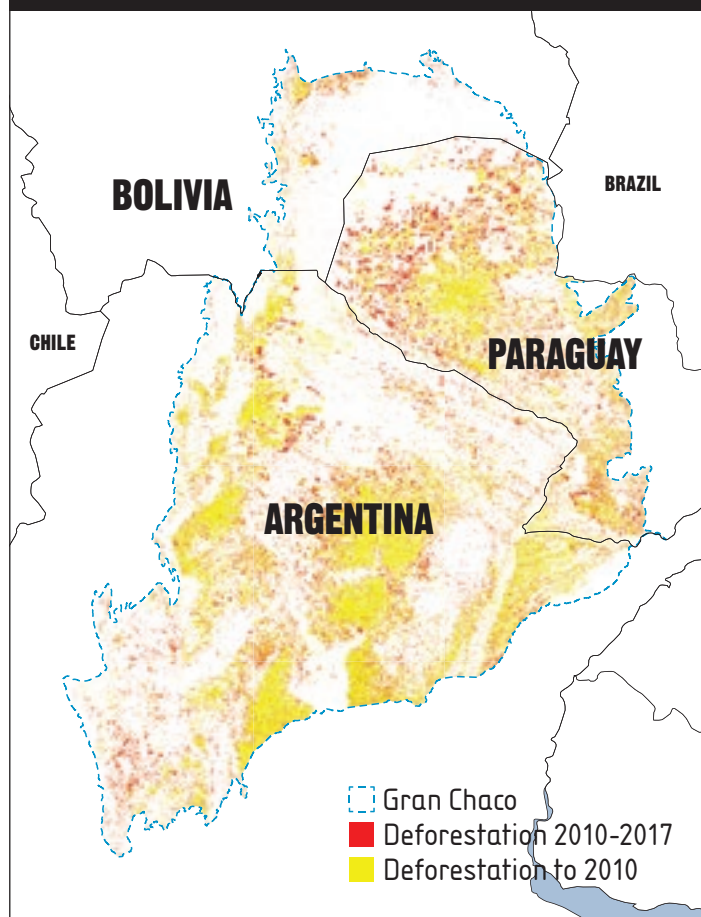 BOLIVIA
BRAZIL
CHILE
PARAGUAY
ARGENTINA
Gran Chaco
Deforestation 2010-2017
Deforestation to 2010